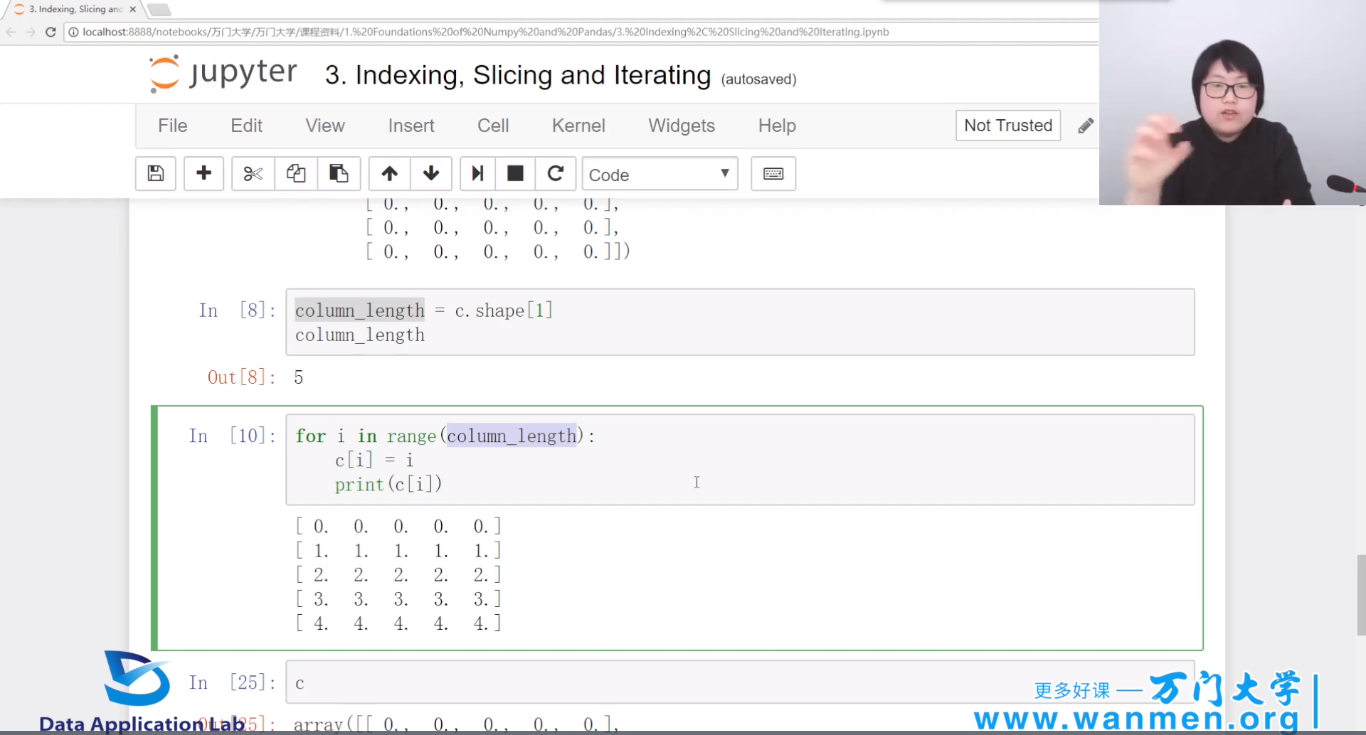 3. Indexing, Slicing and
localhost:8888/notebooks/万门大学/万门大学/课程资料/1.%20Foundations%20of%20Numpy%20and%20Pandas/3.%20Indexing%2C%20Slicing%20and%20Iterating.ipynb
jupyter 3. Indexing, Slicing and Iterating (autosaved)
File Edit View Insert Cell Kernel Widgets Help Not Trusted
Code
[ 0., 0., 0., 0., 0.],
[ 0., 0., 0., 0., 0.],
[ 0., 0., 0., 0., 0.]])
In [8]: column_length = c.shape[1]
column_length
Out[8]: 5
In [10]: for i in range(column_length):
c[i] = i
print(c[i])
[ 0. 0. 0. 0. 0.]
[ 1. 1. 1. 1. 1.]
[ 2. 2. 2. 2. 2.]
[ 3. 3. 3. 3. 3.]
[ 4. 4. 4. 4. 4.]
In [25]: c
Out[25]: array([[ 0., 0., 0., 0., 0.],
Data Application Lab
更多好课 — 万门大学
www.wanmen.org